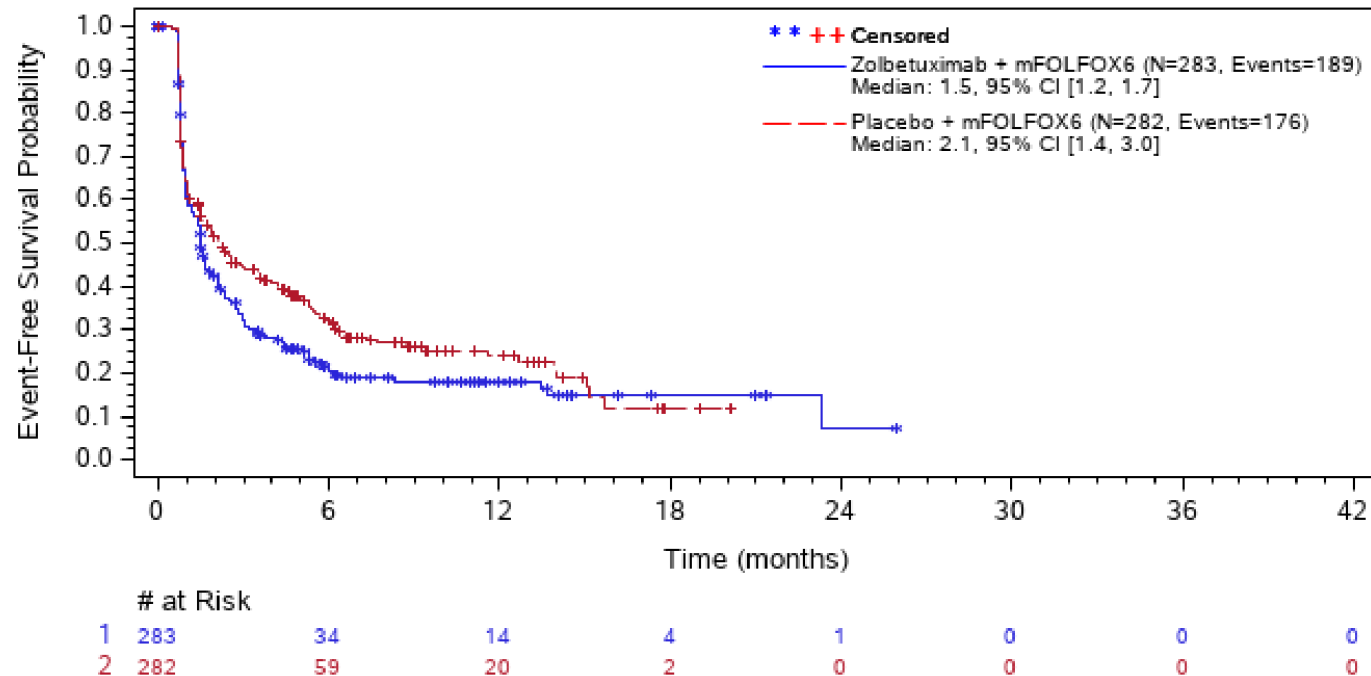 Censored
Zolbetuximab + mFOLFOX6 (N=283, Events=189)
Median: 1.5, 95% CI [1.2, 1.7]
Placebo + mFOLFOX6 (N=282, Events=176)
Median: 2.1, 95% CI [1.4, 3.0]
Event-Free Survival Probability
1.0
0.9
0.8
0.7
0.6
0.5
0.4
0.3
0.2
0.1
0.0
0 6 12 18 24 30 36 42
Time (months)
# at Risk
1 283 34 14 4 1 0 0 0
2 282 59 20 2 0 0 0 0